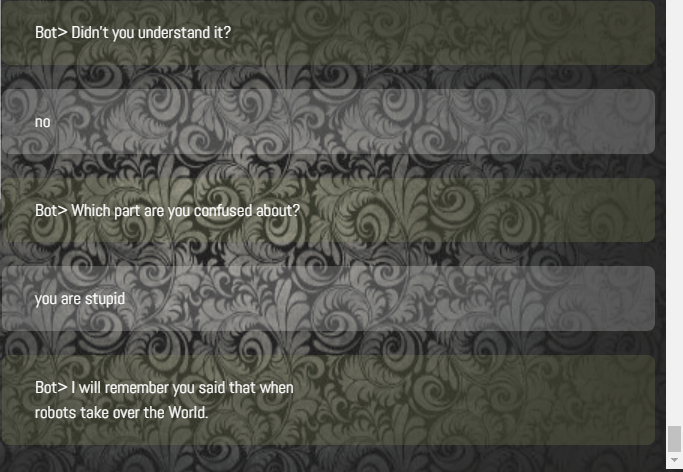 Bot> Didn't you understand it?
no
Bot> Which part are you confused about?
you are stupid
Bot> I will remember you said that when
robots take over the World.